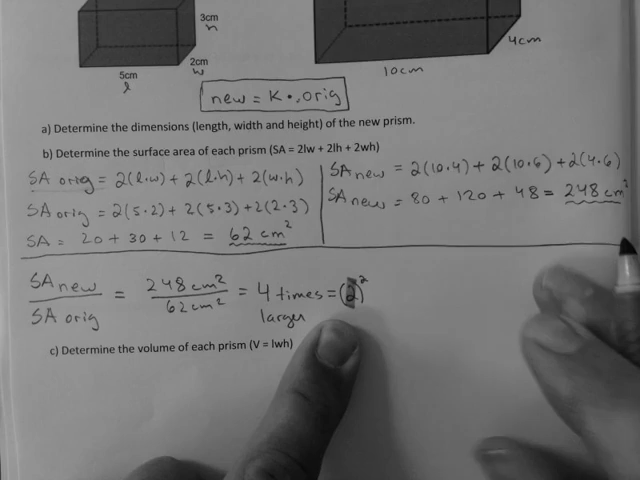 3cm
h
2cm
w
5cm
l
4cm
10cm
new = K•, orig
a) Determine the dimensions (length, width and height) of the new prism.
b) Determine the surface area of each prism (SA = 2lw + 2lh + 2wh)
SA orig = 2(l.w) + 2(l.h) + 2(w.h)
SA orig = 2(5.2) + 2(5.3) + 2(2.3)
SA = 20 + 30 + 12 = 62 cm²
SA new = 2(10.4) + 2(10.6) + 2(4.6)
SA new = 80 + 120 + 48 = 248 cm²
SA new / SA orig = 248 cm² / 62 cm² = 4 times = (2)²
larger
c) Determine the volume of each prism (V = lwh)